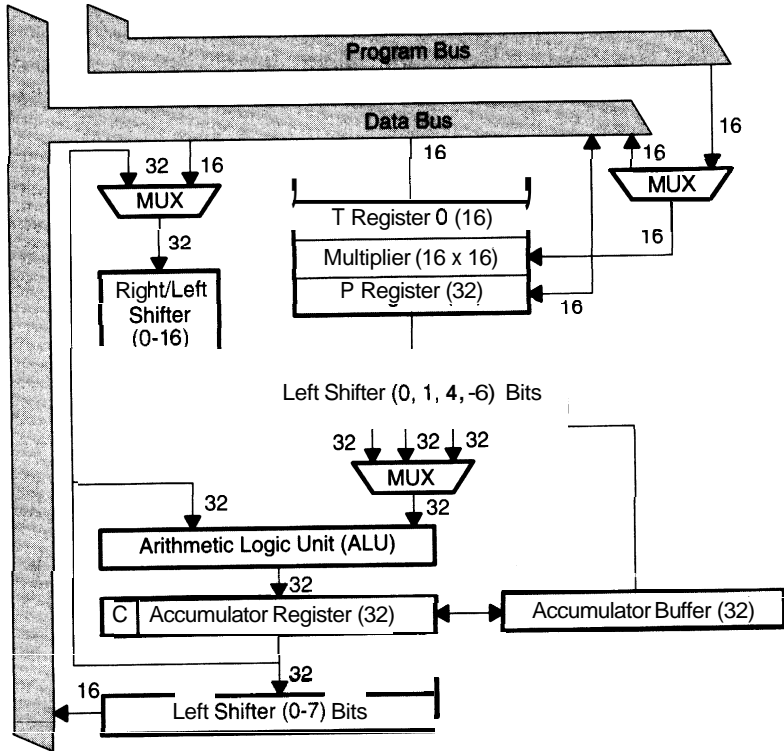 Program Bus
Data Bus
16
32
16
16
16
MUX
MUX
T Register 0 (16)
32
16
Multiplier (16 x 16)
Right/Left
Shifter
(0-16)
P Register (32)
16
Left Shifter (0, 1, 4, -6) Bits
32
32
32
MUX
32
32
Arithmetic Logic Unit (ALU)
32
C
Accumulator Register (32)
Accumulator Buffer (32)
32
16
Left Shifter (0-7) Bits